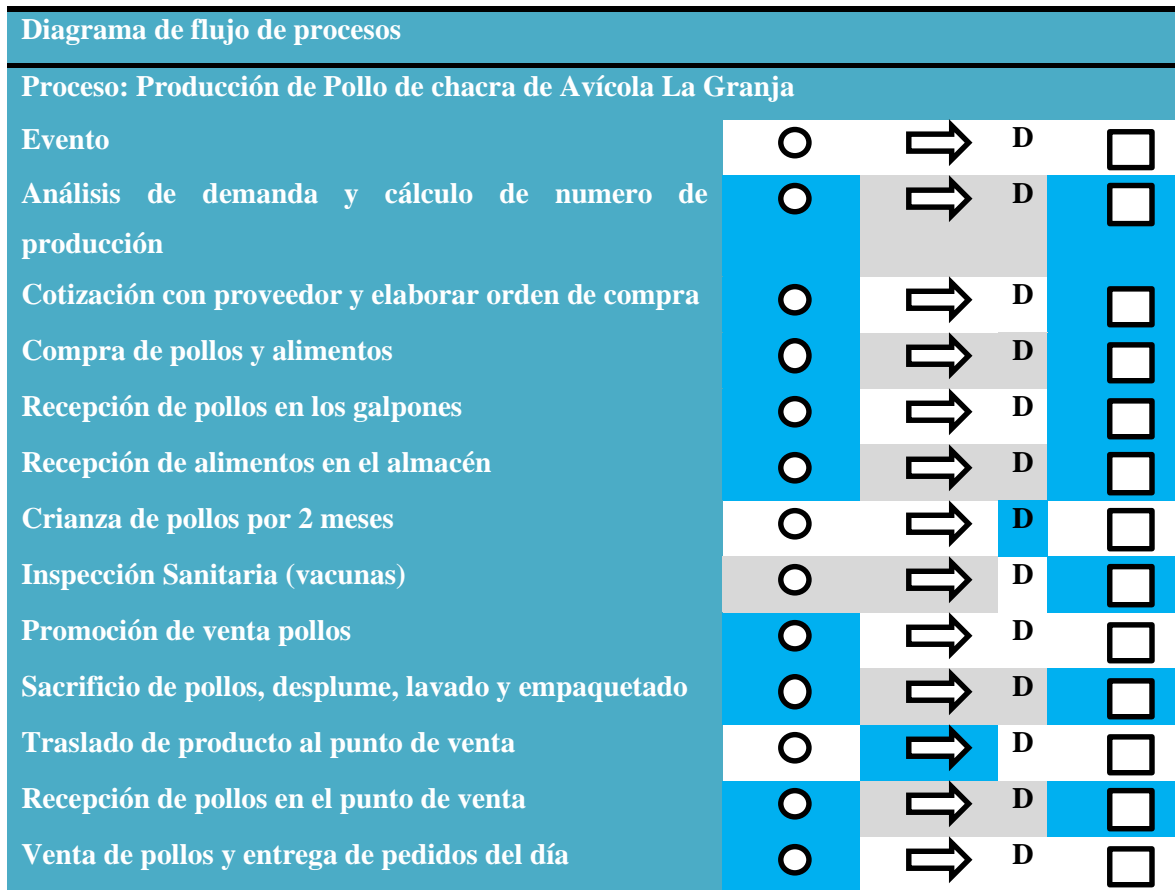 Diagrama de flujo de procesos
Proceso: Producción de Pollo de chacra de Avícola La Granja
Evento D
Análisis de demanda y cálculo de numero de D
producción
Cotización con proveedor y elaborar orden de compra D
Compra de pollos y alimentos D
Recepción de pollos en los galpones D
Recepción de alimentos en el almacén D
Crianza de pollos por 2 meses D
Inspección Sanitaria (vacunas) D
Promoción de venta pollos D
Sacrificio de pollos, desplume, lavado y empaquetado D
Traslado de producto al punto de venta D
Recepción de pollos en el punto de venta D
Venta de pollos y entrega de pedidos del día D